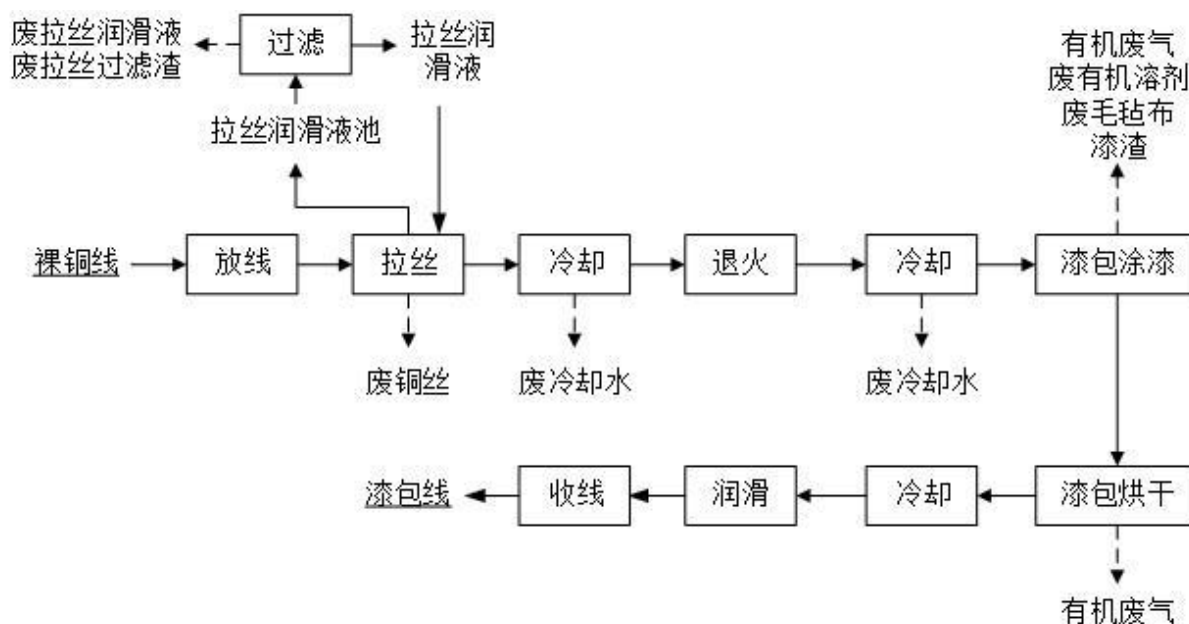 废拉丝润滑液
废拉丝过滤渣
过滤
拉丝润
滑液
有机废气
废有机溶剂
废毛毡布
漆渣
拉丝润滑液池
裸铜线
放线
拉丝
冷却
退火
冷却
漆包涂漆
废铜丝
废冷却水
废冷却水
漆包线
收线
润滑
冷却
漆包烘干
有机废气